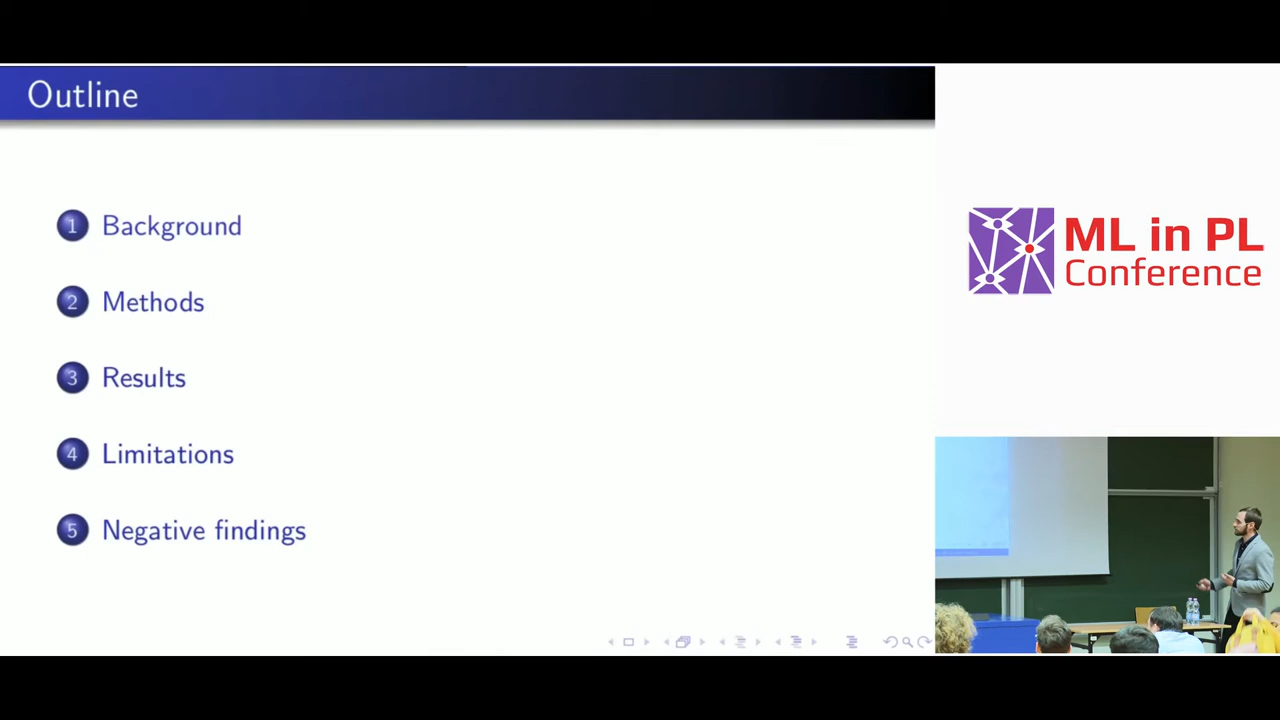 Outline
1 Background
2 Methods
3 Results
4 Limitations
5 Negative findings
ML in PL
Conference